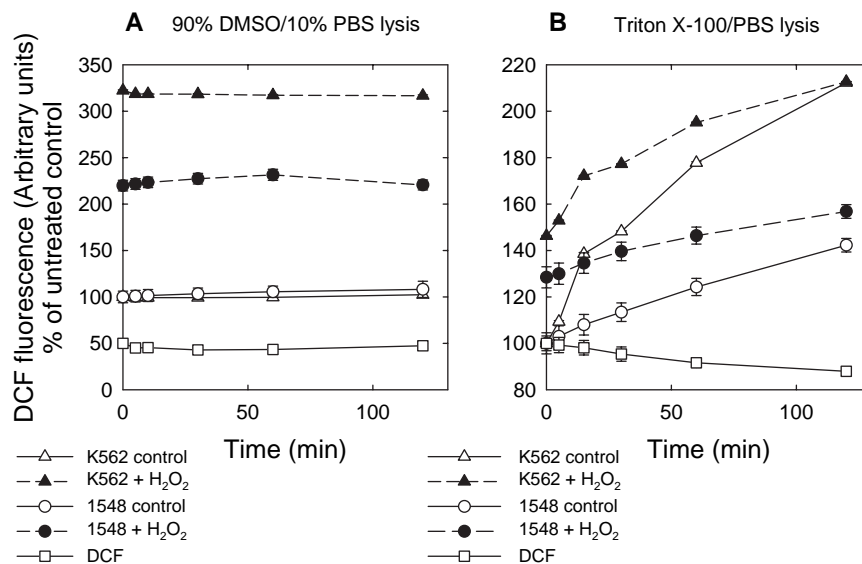 A 90% DMSO/10% PBS lysis
DCF fluorescence (Arbitrary units)
% of untreated control
350
300
250
200
150
100
50
0
0 50 100
Time (min)
K562 control
K562 + H₂O₂
1548 control
1548 + H₂O₂
DCF
B Triton X-100/PBS lysis
220
200
180
160
140
120
100
80
0 50 100
Time (min)
K562 control
K562 + H₂O₂
1548 control
1548 + H₂O₂
DCF